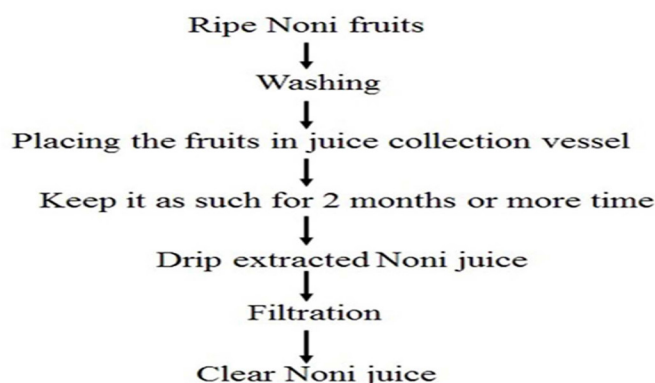 Ripe Noni fruits
Washing
Placing the fruits in juice collection vessel
Keep it as such for 2 months or more time
Drip extracted Noni juice
Filtration
Clear Noni juice